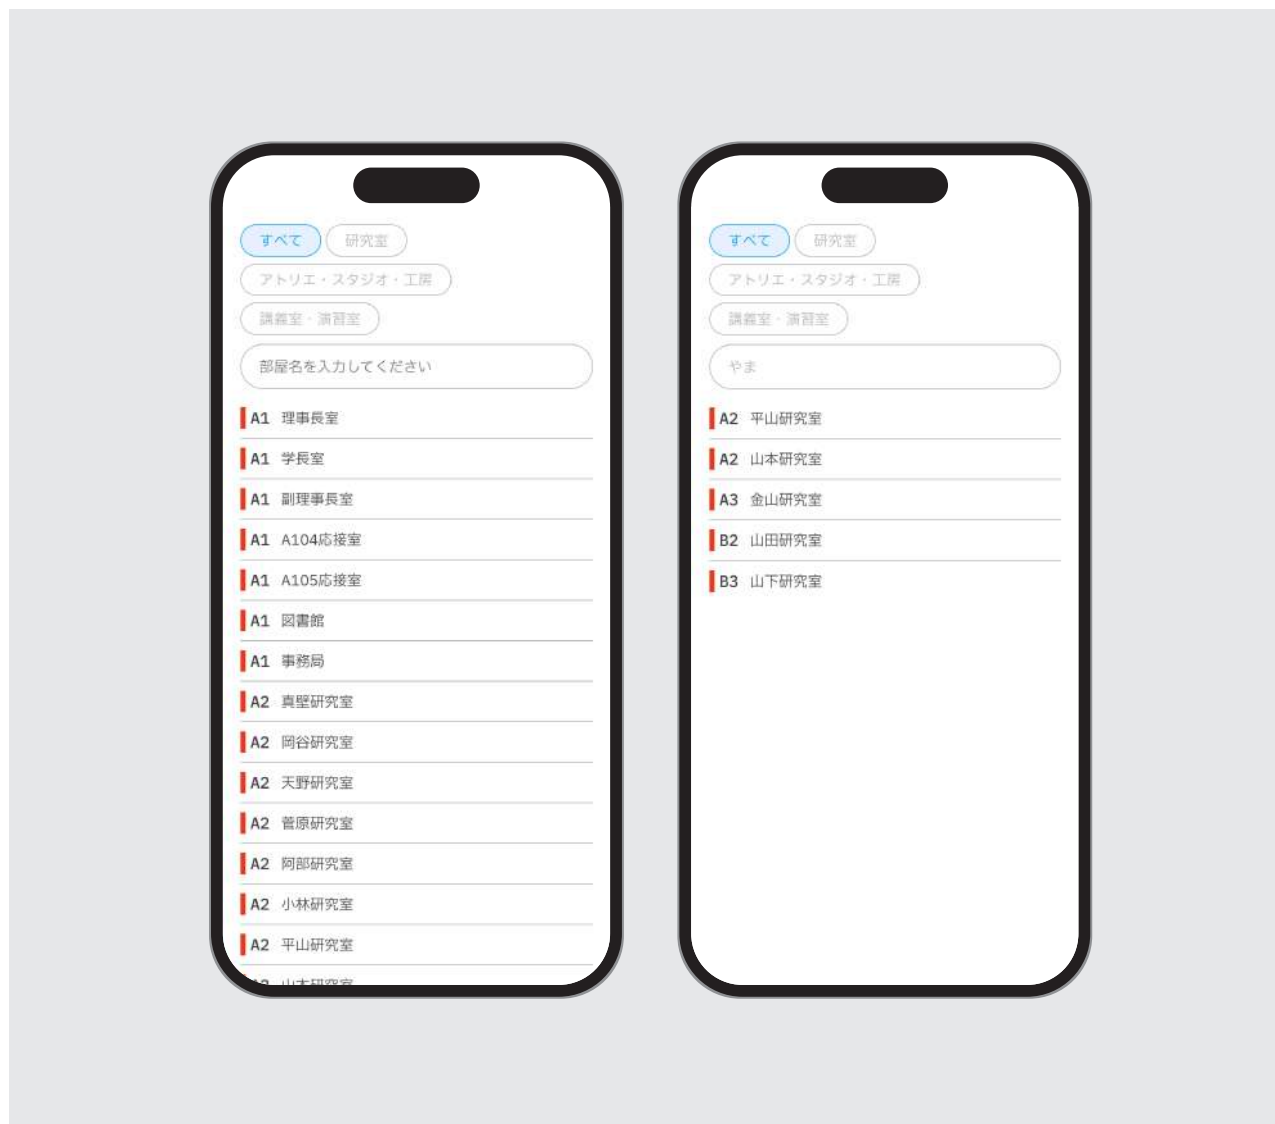 すべて 研究室
アトリエ・スタジオ・工房
講義室・演習室
部屋名を入力してください
A1 理事長室
A1 学長室
A1 副理事長室
A1 A104応接室
A1 A105応接室
A1 図書館
A1 事務局
A2 真壁研究室
A2 岡谷研究室
A2 天野研究室
A2 菅原研究室
A2 阿部研究室
A2 小林研究室
A2 平山研究室
A2 山本研究室
すべて 研究室
アトリエ・スタジオ・工房
講義室・演習室
やま
A2 平山研究室
A2 山本研究室
A3 金山研究室
B2 山田研究室
B3 山下研究室